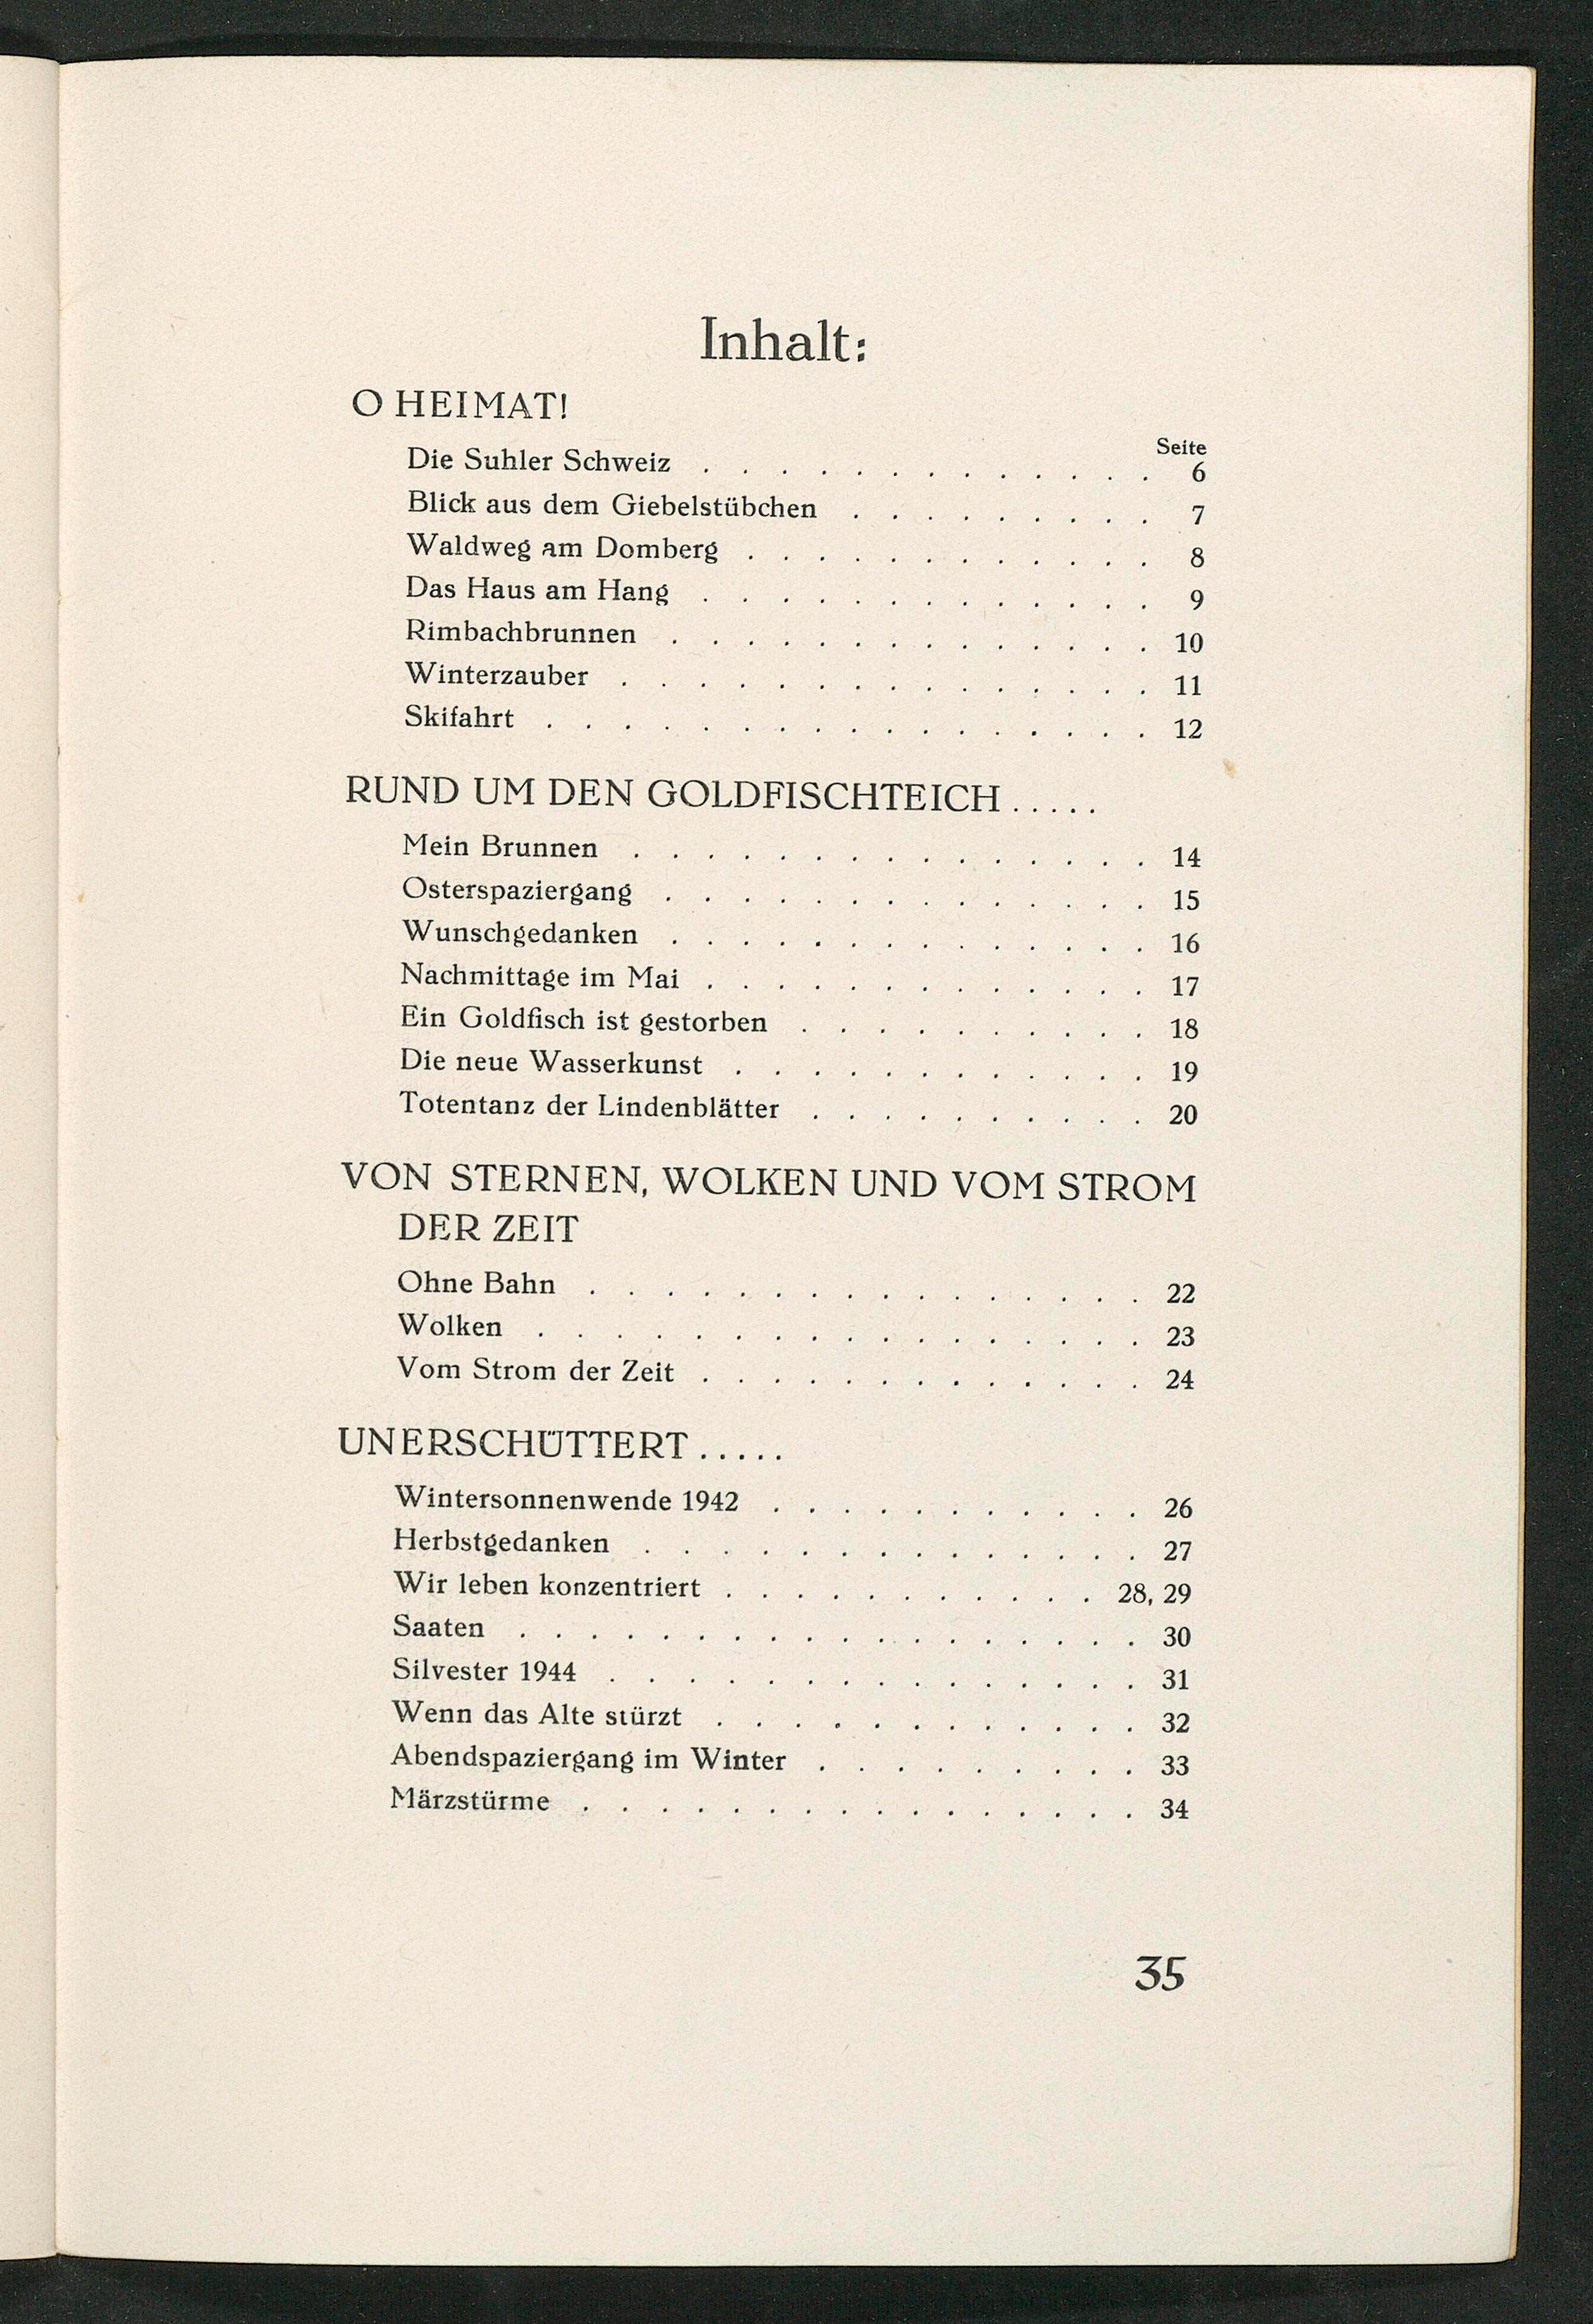 Inhalt:
O HEIMAT!
Seite
Die Suhler Schweiz . . . . . . . . . . . . . 6
Blick aus dem Giebelstübchen . . . . . . . . . 7
Waldweg am Domberg . . . . . . . . . . . . 8
Das Haus am Hang . . . . . . . . . . . . . 9
Rimbachbrunnen . . . . . . . . . . . . . . 10
Winterzauber . . . . . . . . . . . . . . . 11
Skifahrt . . . . . . . . . . . . . . . . . 12
RUND UM DEN GOLDFISCHTEICH . . . . .
Mein Brunnen . . . . . . . . . . . . . . . 14
Osterspaziergang . . . . . . . . . . . . . . 15
Wunschgedanken . . . . . . . . . . . . . . 16
Nachmittage im Mai . . . . . . . . . . . . . 17
Ein Goldfisch ist gestorben . . . . . . . . . . 18
Die neue Wasserkunst . . . . . . . . . . . . 19
Totentanz der Lindenblätter . . . . . . . . . . 20
VON STERNEN, WOLKEN UND VOM STROM
DER ZEIT
Ohne Bahn . . . . . . . . . . . . . . . . 22
Wolken . . . . . . . . . . . . . . . . . 23
Vom Strom der Zeit . . . . . . . . . . . . . 24
UNERSCHÜTTERT . . . . .
Wintersonnenwende 1942 . . . . . . . . . . . 26
Herbstgedanken . . . . . . . . . . . . . . 27
Wir leben konzentriert . . . . . . . . . . . 28, 29
Saaten . . . . . . . . . . . . . . . . . . 30
Silvester 1944 . . . . . . . . . . . . . . . 31
Wenn das Alte stürzt . . . . . . . . . . . . 32
Abendspaziergang im Winter . . . . . . . . . 33
Märzstürme . . . . . . . . . . . . . . . . 34
35